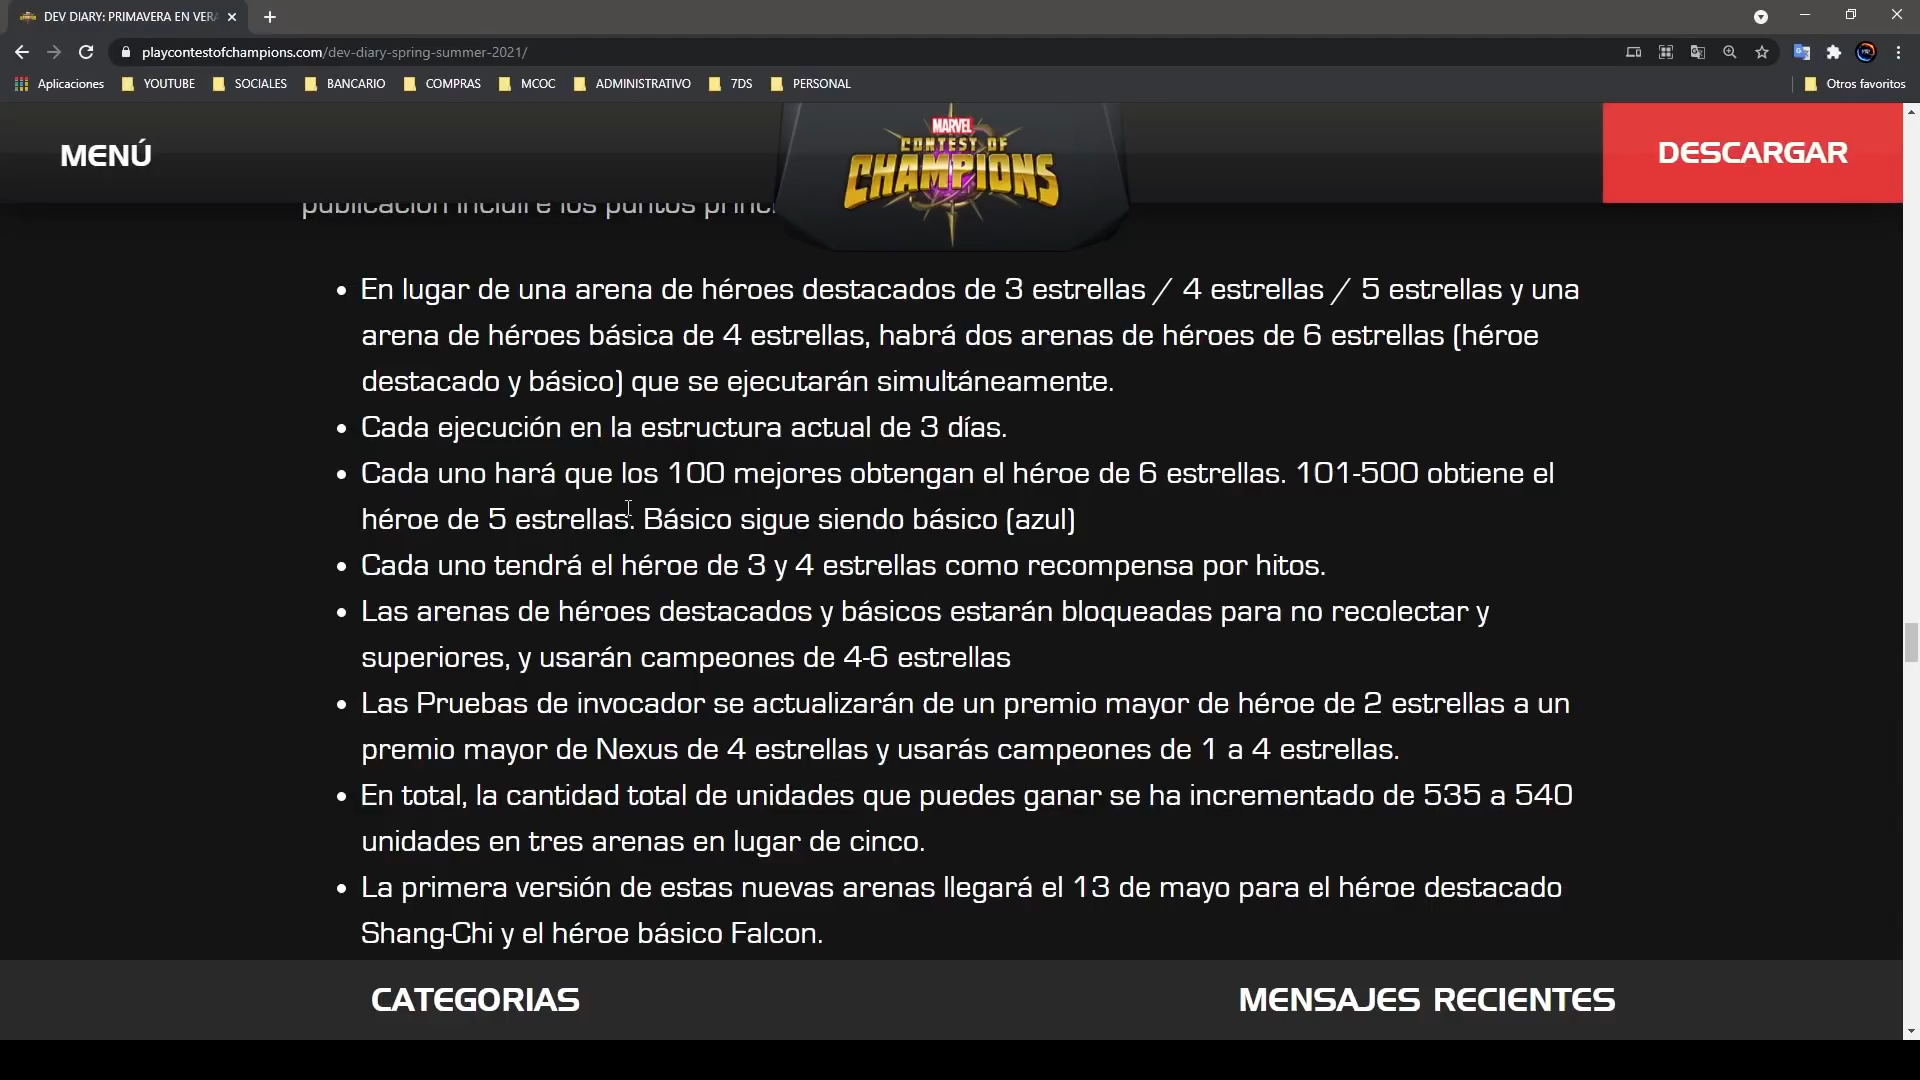 DEV DIARY: PRIMAVERA EN VER
playcontestofchampions.com/dev-diary-spring-summer-2021/
Aplicaciones YOUTUBE SOCIALES BANCARIO COMPRAS MCOC ADMINISTRATIVO 7DS PERSONAL Otros favoritos
MENÚ
MARVEL
CONTEST OF
CHAMPIONS
DESCARGAR
publicación incluiré los puntos princi
• En lugar de una arena de héroes destacados de 3 estrellas / 4 estrellas / 5 estrellas y una
arena de héroes básica de 4 estrellas, habrá dos arenas de héroes de 6 estrellas (héroe
destacado y básico) que se ejecutarán simultáneamente.
• Cada ejecución en la estructura actual de 3 días.
• Cada uno hará que los 100 mejores obtengan el héroe de 6 estrellas. 101-500 obtiene el
héroe de 5 estrellas. Básico sigue siendo básico (azul)
• Cada uno tendrá el héroe de 3 y 4 estrellas como recompensa por hitos.
• Las arenas de héroes destacados y básicos estarán bloqueadas para no recolectar y
superiores, y usarán campeones de 4-6 estrellas
• Las Pruebas de invocador se actualizarán de un premio mayor de héroe de 2 estrellas a un
premio mayor de Nexus de 4 estrellas y usarás campeones de 1 a 4 estrellas.
• En total, la cantidad total de unidades que puedes ganar se ha incrementado de 535 a 540
unidades en tres arenas en lugar de cinco.
• La primera versión de estas nuevas arenas llegará el 13 de mayo para el héroe destacado
Shang-Chi y el héroe básico Falcon.
CATEGORIAS
MENSAJES RECIENTES